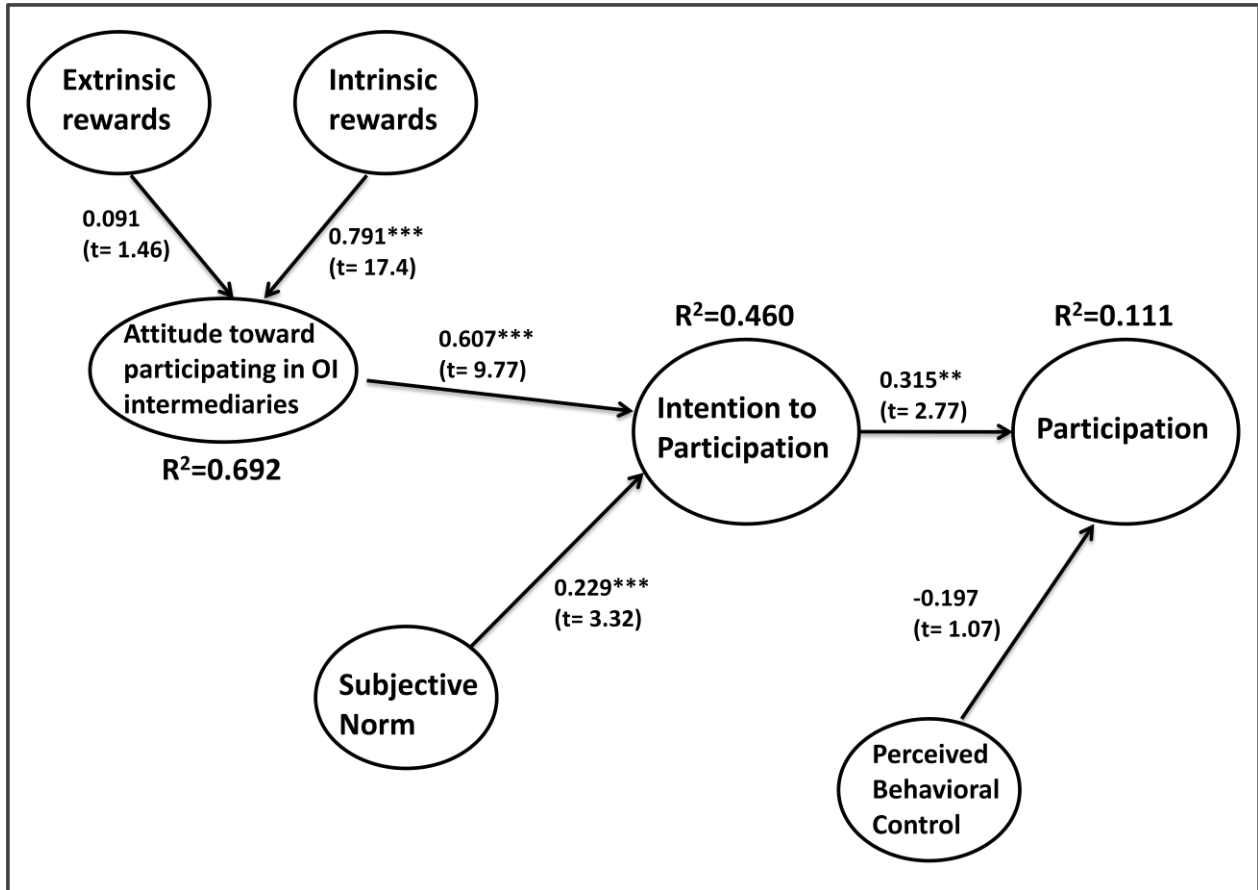 Extrinsic
rewards
Intrinsic
rewards
0.091
(t= 1.46)
0.791***
(t= 17.4)
Attitude toward
participating in OI
intermediaries
R²=0.692
0.607***
(t= 9.77)
R²=0.460
Intention to
Participation
0.315**
(t= 2.77)
R²=0.111
Participation
0.229***
(t= 3.32)
Subjective
Norm
-0.197
(t= 1.07)
Perceived
Behavioral
Control